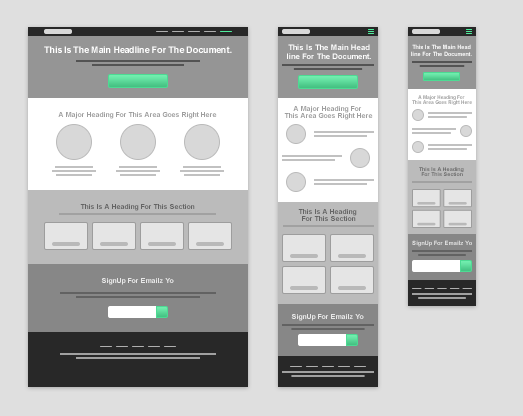 This Is The Main Headline For The Document.
A Major Heading For This Area Goes Right Here
This Is A Heading For This Section
SignUp For Emailz Yo
This Is The Main Head
line For The Document.
A Major Heading For
This Area Goes Right Here
This Is A Heading
For This Section
SignUp For Emailz Yo
This Is The Main Head
line For The Document.
A Major Heading For
This Area Goes Right Here
This Is A Heading
For This Section
SignUp For Emailz Yo